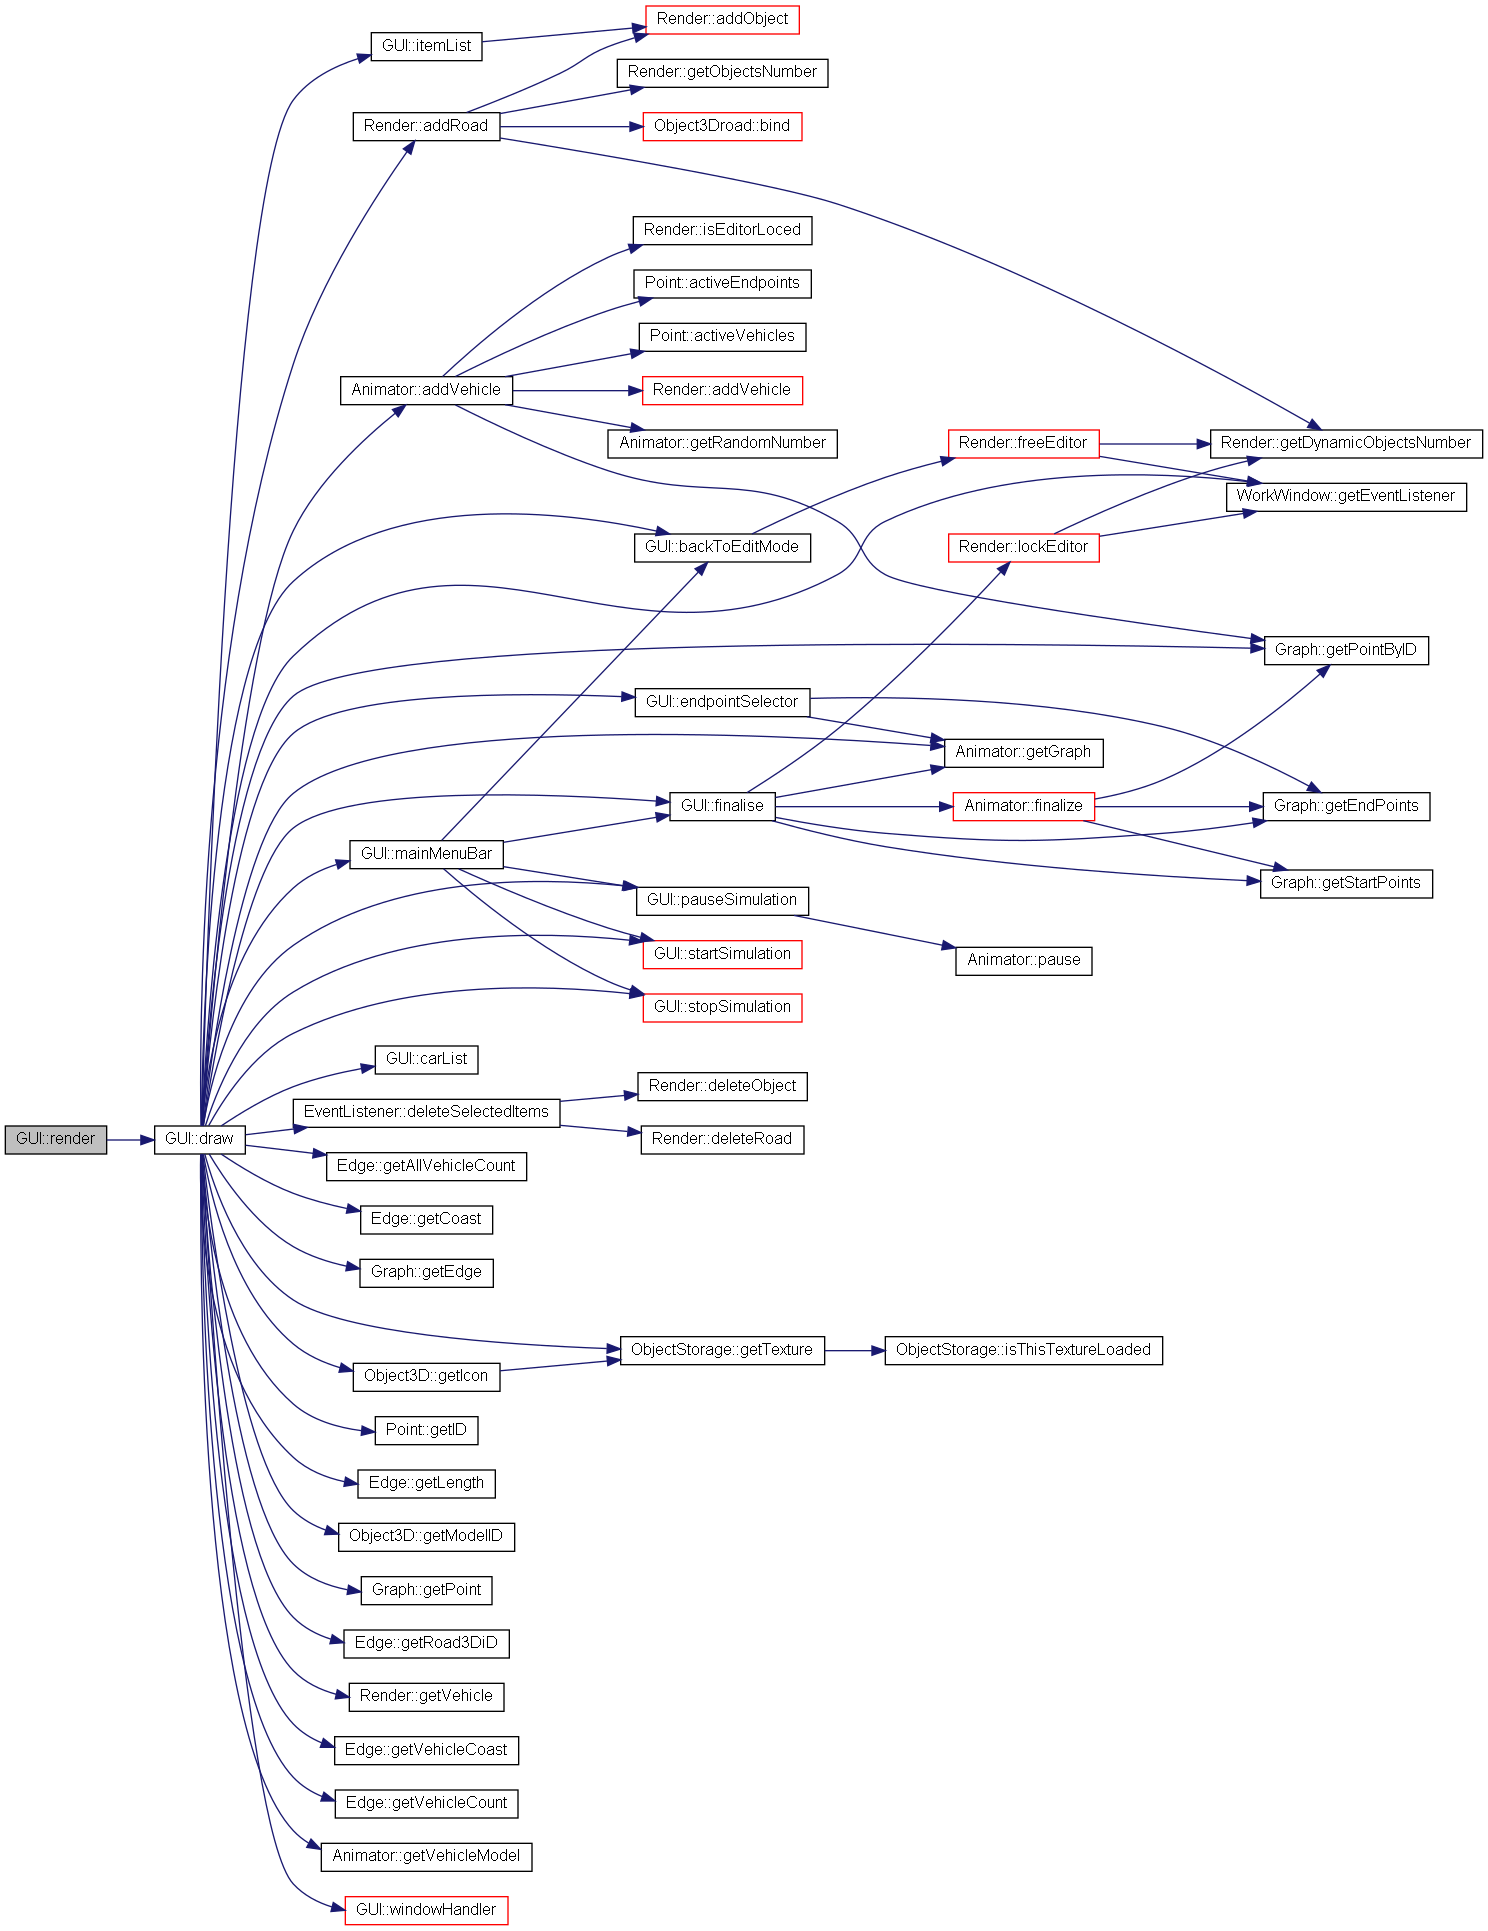 Render::addObject
GUI::itemList
Render::getObjectsNumber
Render::addRoad
Object3Droad::bind
Render::isEditorLoced
Point::activeEndpoints
Point::activeVehicles
Animator::addVehicle
Render::addVehicle
Animator::getRandomNumber
Render::freeEditor
Render::getDynamicObjectsNumber
WorkWindow::getEventListener
GUI::backToEditMode
Render::lockEditor
Graph::getPointByID
GUI::endpointSelector
Animator::getGraph
GUI::finalise
Animator::finalize
Graph::getEndPoints
GUI::mainMenuBar
Graph::getStartPoints
GUI::pauseSimulation
GUI::startSimulation
Animator::pause
GUI::stopSimulation
GUI::carList
Render::deleteObject
EventListener::deleteSelectedItems
GUI::render
GUI::draw
Render::deleteRoad
Edge::getAllVehicleCount
Edge::getCoast
Graph::getEdge
ObjectStorage::getTexture
ObjectStorage::isThisTextureLoaded
Object3D::getIcon
Point::getID
Edge::getLength
Object3D::getModelID
Graph::getPoint
Edge::getRoad3DiD
Render::getVehicle
Edge::getVehicleCoast
Edge::getVehicleCount
Animator::getVehicleModel
GUI::windowHandler